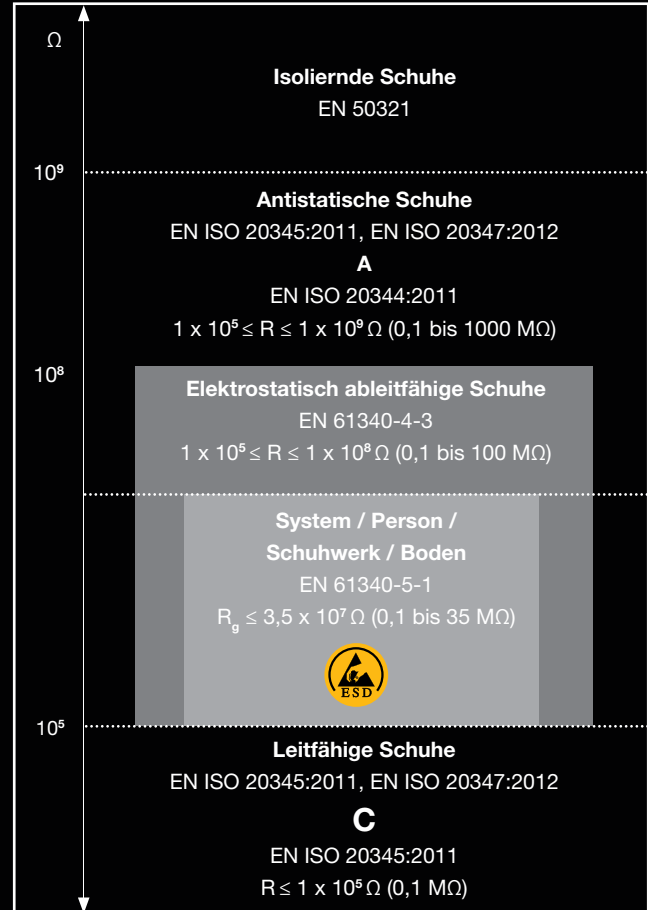 Ω
Isolierende Schuhe
EN 50321
10⁹
Antistatische Schuhe
EN ISO 20345:2011, EN ISO 20347:2012
A
EN ISO 20344:2011
1 x 10⁵ ≤ R ≤ 1 x 10⁹ Ω (0,1 bis 1000 MΩ)
10⁸
Elektrostatisch ableitfähige Schuhe
EN 61340-4-3
1 x 10⁵ ≤ R ≤ 1 x 10⁸ Ω (0,1 bis 100 MΩ)
System / Person /
Schuhwerk / Boden
EN 61340-5-1
R_g ≤ 3,5 x 10⁷ Ω (0,1 bis 35 MΩ)
ESD
10⁵
Leitfähige Schuhe
EN ISO 20345:2011, EN ISO 20347:2012
C
EN ISO 20345:2011
R ≤ 1 x 10⁵ Ω (0,1 MΩ)